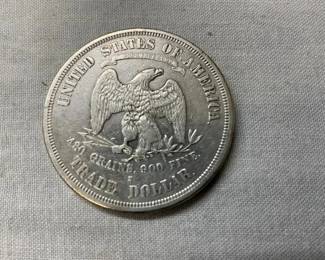 UNITED STATES OF AMERICA
420 GRAINS, 900 FINE.
S
TRADE DOLLAR